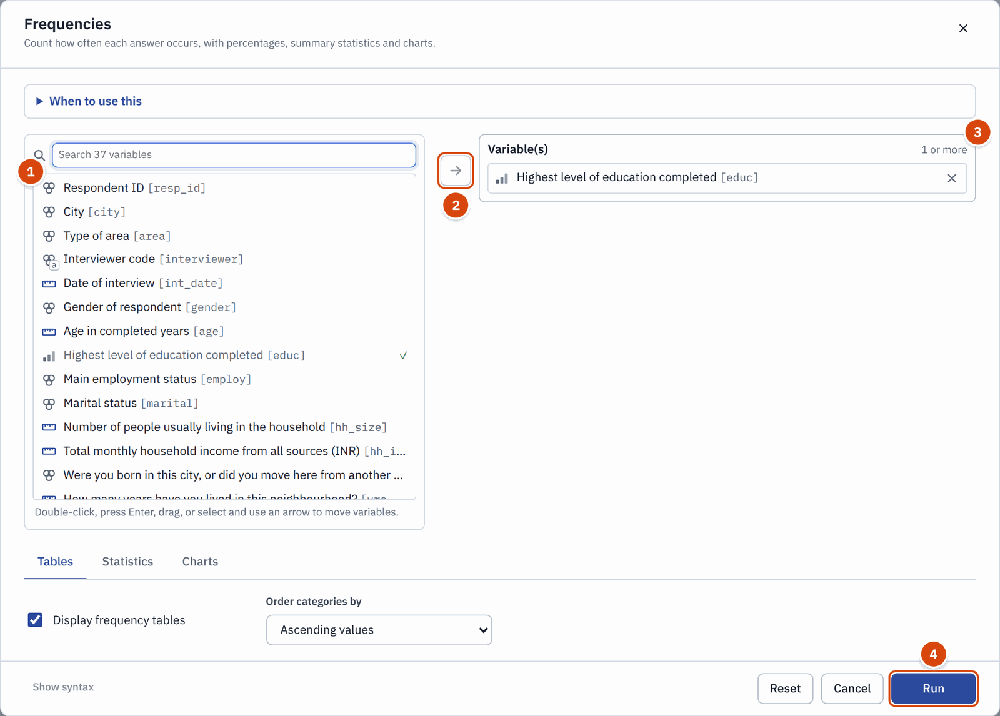 Frequencies
Count how often each answer occurs, with percentages, summary statistics and charts.
When to use this
Search 37 variables
1
Respondent ID [resp_id]
City [city]
Type of area [area]
a
Interviewer code [interviewer]
Date of interview [int_date]
Gender of respondent [gender]
Age in completed years [age]
Highest level of education completed [educ]
Main employment status [employ]
Marital status [marital]
Number of people usually living in the household [hh_size]
Total monthly household income from all sources (INR) [hh_i...
Were you born in this city, or did you move here from another ...
How many years have you lived in this neighbourhood? [yrs
Double-click, press Enter, drag, or select and use an arrow to move variables.
2
3
Variable(s)
1 or more
Highest level of education completed [educ]
Tables
Statistics
Charts
Display frequency tables
Order categories by
Ascending values
4
Show syntax
Reset
Cancel
Run